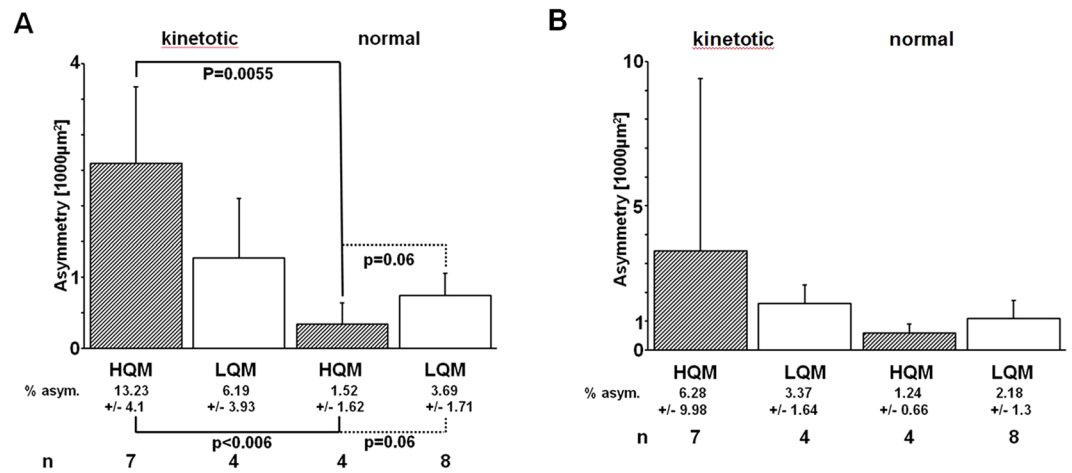 A
kinetotic normal
4
P=0.0055
Asymmetry [1000µm²]
p=0.06
1
0
HQM LQM HQM LQM
% asym. 13.23 6.19 1.52 3.69
+/- 4.1 +/- 3.93 +/- 1.62 +/- 1.71
p<0.006 p=0.06
n 7 4 4 8
B
kinetotic normal
10
Asymmetry [1000µm²]
5
1
0
HQM LQM HQM LQM
% asym. 6.28 3.37 1.24 2.18
+/- 9.98 +/- 1.64 +/- 0.66 +/- 1.3
n 7 4 4 8